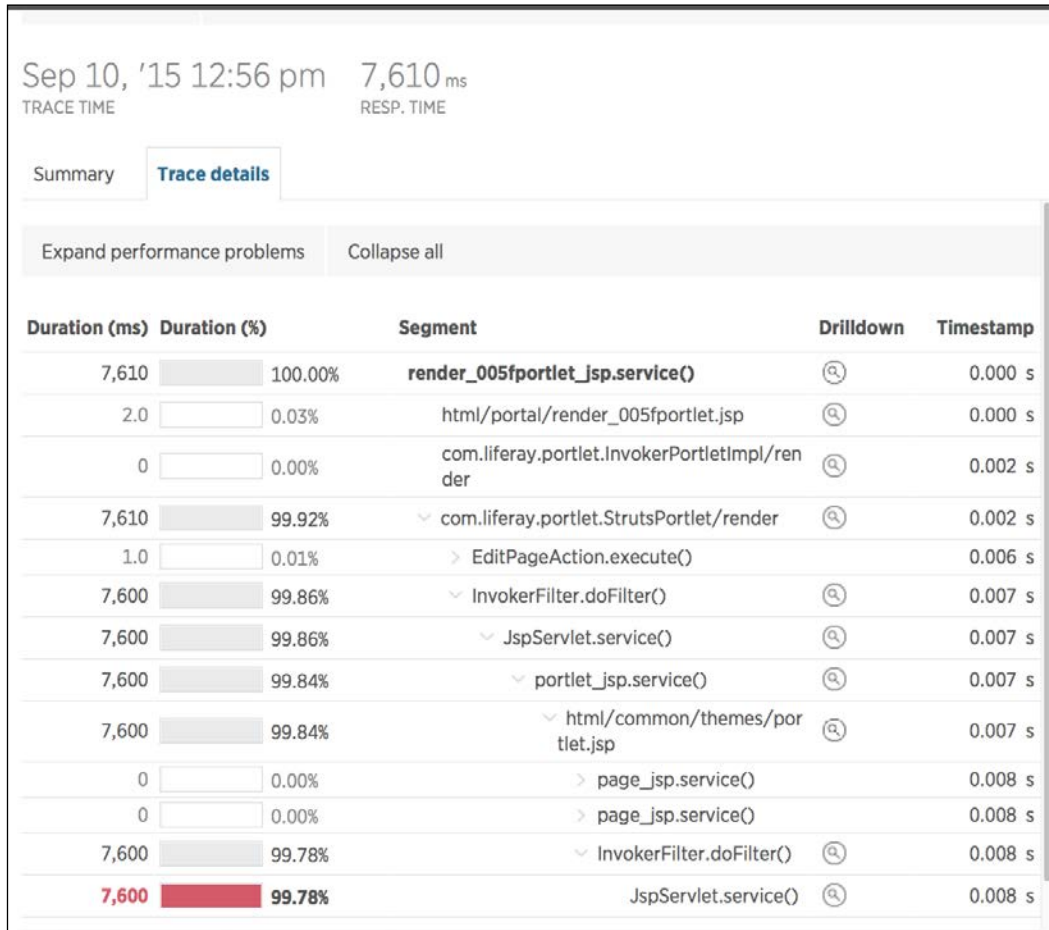 Sep 10, '15 12:56 pm 7,610 ms
TRACE TIME RESP. TIME
Summary Trace details
Expand performance problems Collapse all
Duration (ms) Duration (%) Segment Drilldown Timestamp
7,610 100.00% render_005fportlet_jsp.service() 0.000 s
2.0 0.03% html/portal/render_005fportlet.jsp 0.000 s
0 0.00% com.liferay.portlet.InvokerPortletImpl/ren 0.002 s
der
7,610 99.92% com.liferay.portlet.StrutsPortlet/render 0.002 s
1.0 0.01% EditPageAction.execute() 0.006 s
7,600 99.86% InvokerFilter.doFilter() 0.007 s
7,600 99.86% JspServlet.service() 0.007 s
7,600 99.84% portlet_jsp.service() 0.007 s
7,600 99.84% html/common/themes/por 0.007 s
tlet.jsp
0 0.00% page_jsp.service() 0.008 s
0 0.00% page_jsp.service() 0.008 s
7,600 99.78% InvokerFilter.doFilter() 0.008 s
7,600 99.78% JspServlet.service() 0.008 s